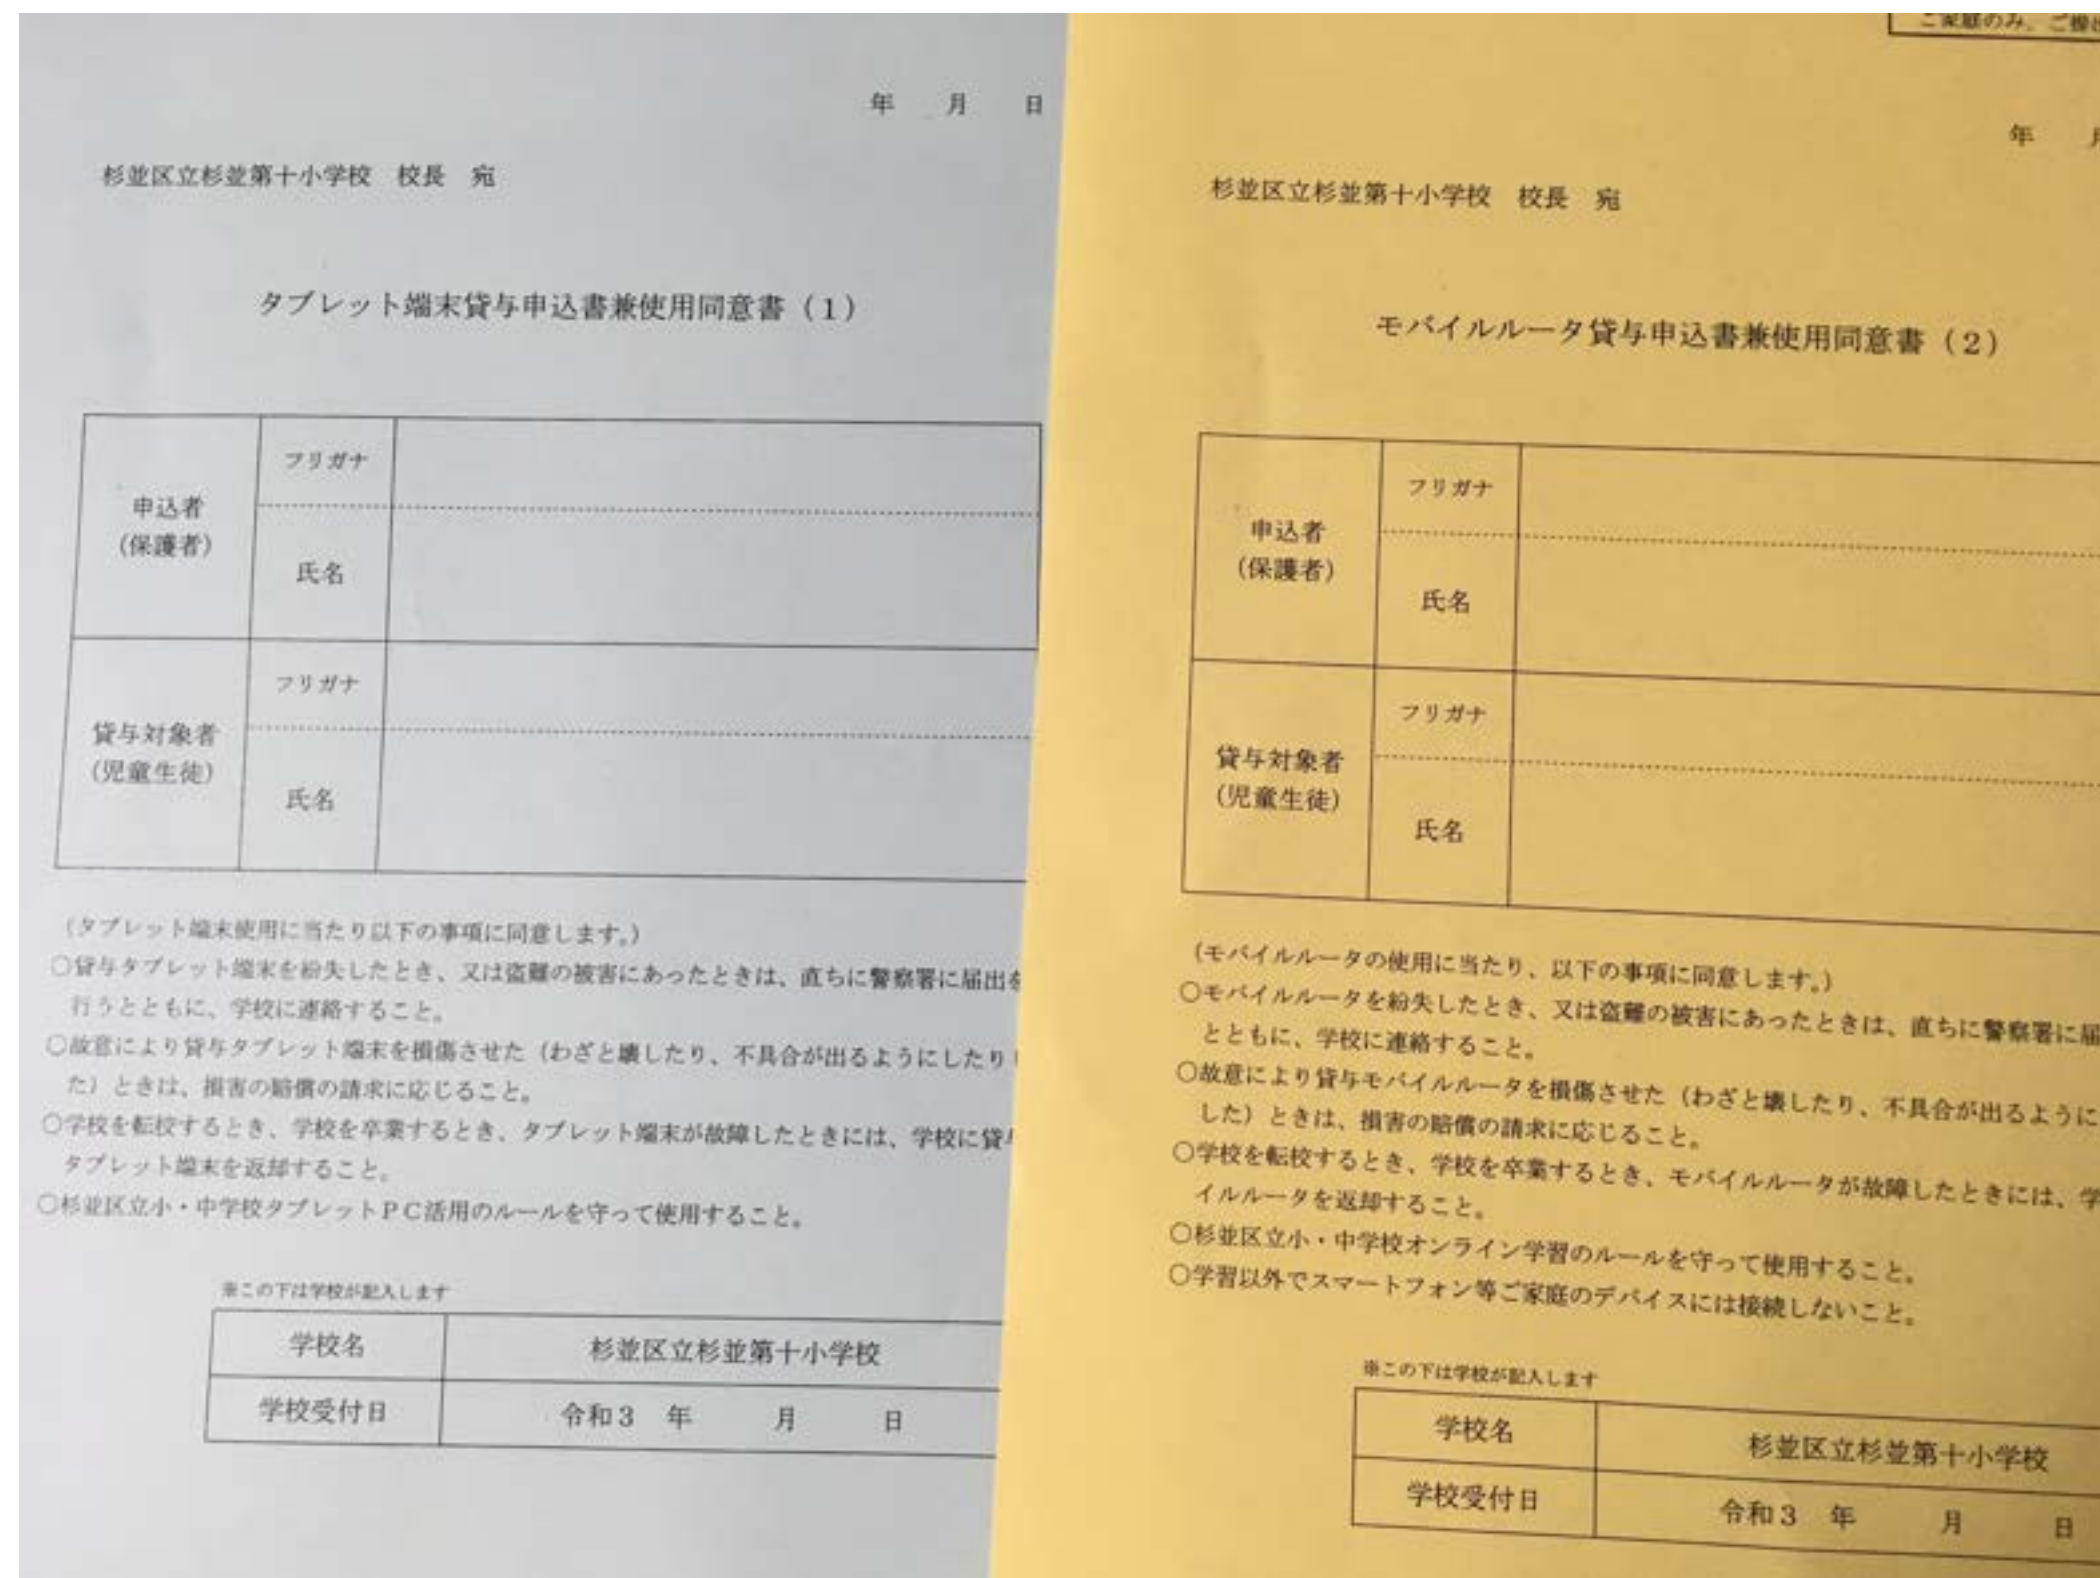 年 月 日
杉並区立杉並第十小学校 校長 宛
タブレット端末貸与申込書兼使用同意書(1)
申込者
(保護者)
フリガナ
氏名
貸与対象者
(児童生徒)
フリガナ
氏名
(タブレット端末使用に当たり以下の事項に同意します。)
○貸与タブレット端末を紛失したとき、又は盗難の被害にあったときは、直ちに警察署に届出を
行うとともに、学校に連絡すること。
○故意により貸与タブレット端末を損傷させた(わざと壊したり、不具合が出るようにしたり
た)ときは、損害の賠償の請求に応じること。
○学校を転校するとき、学校を卒業するとき、タブレット端末が故障したときには、学校に貸
タブレット端末を返却すること。
○杉並区立小・中学校タブレットPC活用のルールを守って使用すること。
※この下は学校が記入します
学校名 杉並区立杉並第十小学校
学校受付日 令和3 年 月 日
ご家庭のみ、ご提出
年 月
杉並区立杉並第十小学校 校長 宛
モバイルルータ貸与申込書兼使用同意書(2)
申込者
(保護者)
フリガナ
氏名
貸与対象者
(児童生徒)
フリガナ
氏名
(モバイルルータの使用に当たり、以下の事項に同意します。)
○モバイルルータを紛失したとき、又は盗難の被害にあったときは、直ちに警察署に届
とともに、学校に連絡すること。
○故意により貸与モバイルルータを損傷させた(わざと壊したり、不具合が出るように
した)ときは、損害の賠償の請求に応じること。
○学校を転校するとき、学校を卒業するとき、モバイルルータが故障したときには、学
イルルータを返却すること。
○杉並区立小・中学校オンライン学習のルールを守って使用すること。
○学習以外でスマートフォン等ご家庭のデバイスには接続しないこと。
※この下は学校が記入します
学校名 杉並区立杉並第十小学校
学校受付日 令和3 年 月 日